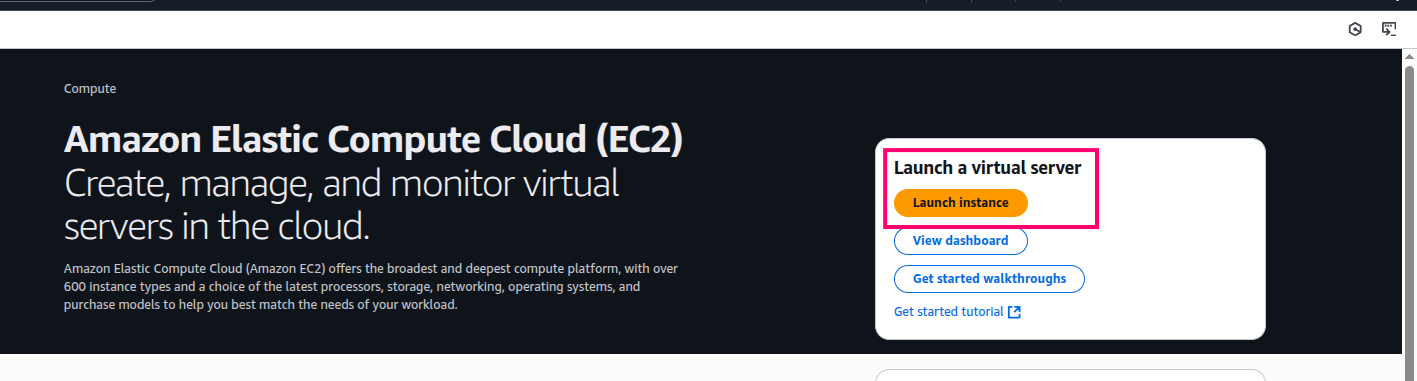 Compute
Amazon Elastic Compute Cloud (EC2)
Create, manage, and monitor virtual
servers in the cloud.
Amazon Elastic Compute Cloud (Amazon EC2) offers the broadest and deepest compute platform, with over
600 instance types and a choice of the latest processors, storage, networking, operating systems, and
purchase models to help you best match the needs of your workload.
Launch a virtual server
Launch instance
View dashboard
Get started walkthroughs
Get started tutorial